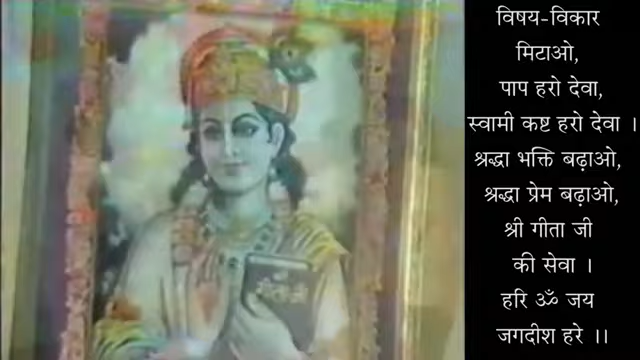 विषय-विकार
मिटाओ,
पाप हरो देवा,
स्वामी कष्ट हरो देवा ।
श्रद्धा भक्ति बढ़ाओ,
श्रद्धा प्रेम बढ़ाओ,
श्री गीता जी
की सेवा ।
हरि ॐ जय
जगदीश हरे ।।